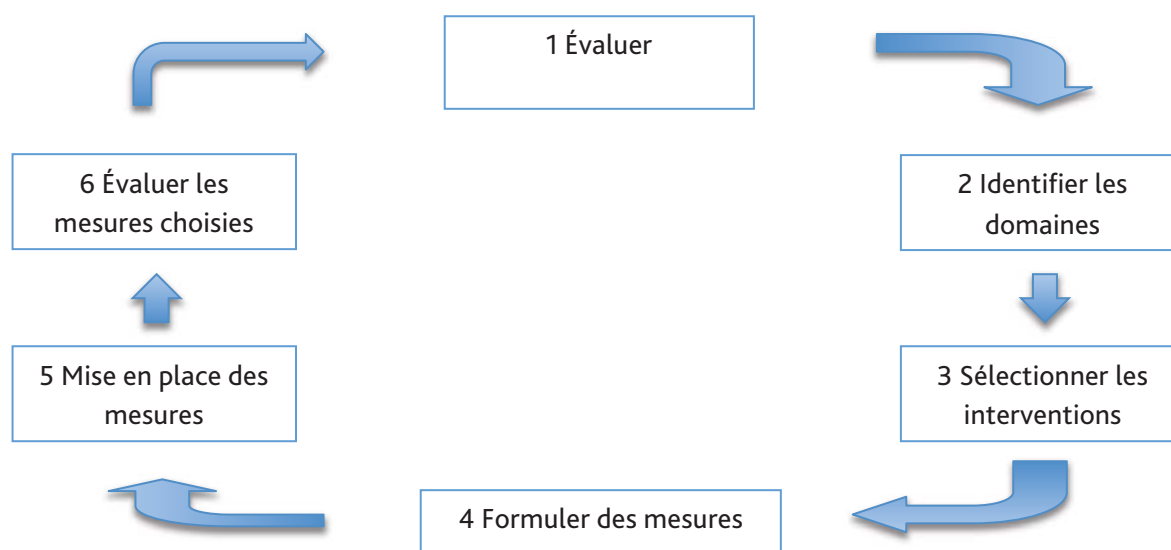 1 Évaluer
2 Identifier les
domaines
3 Sélectionner les
interventions
4 Formuler des mesures
5 Mise en place des
mesures
6 Évaluer les
mesures choisies